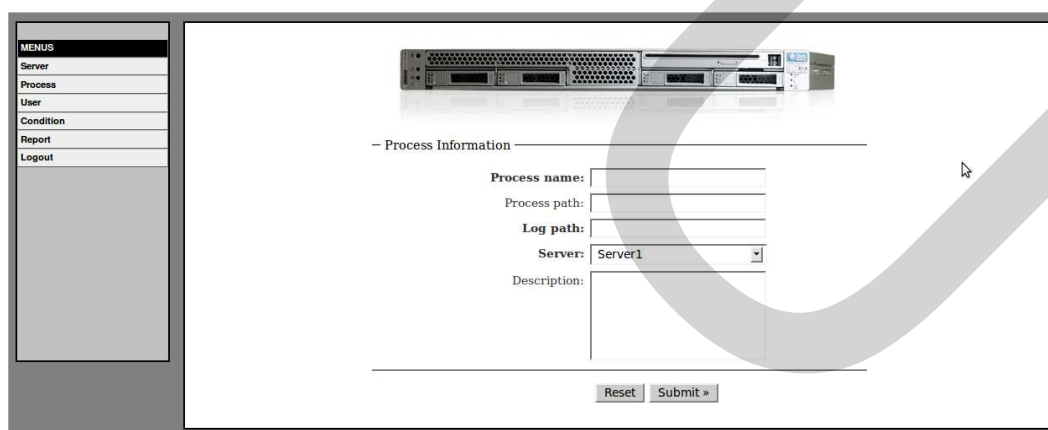 MENUS
Server
Process
User
Condition
Report
Logout
Process Information
Process name:
Process path:
Log path:
Server: Server1
Description:
Reset Submit »